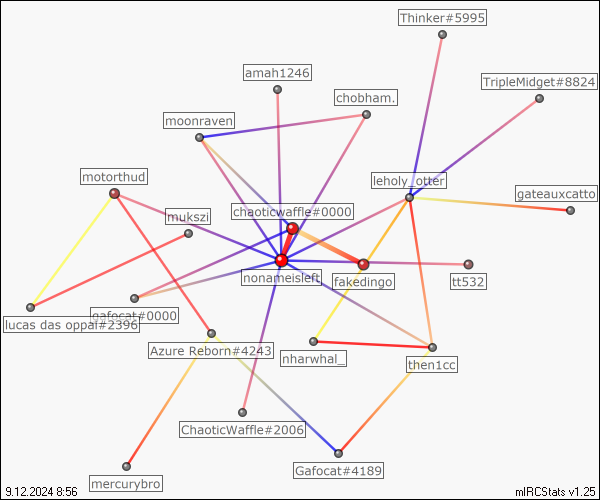 Thinker#5995
amah1246
TripleMidget#8824
chobham.
moonraven
motorthud
leholy_otter
gateauxcatto
chaoticwaffle#0000
mukszi
nonameisleft
fakedingo
tt532
gafocat#0000
lucas das oppai#2396
Azure Reborn#4243
nharwhal_
then1cc
ChaoticWaffle#2006
Gafocat#4189
mercurybro
9.12.2024 8:56
mIRCStats v1.25